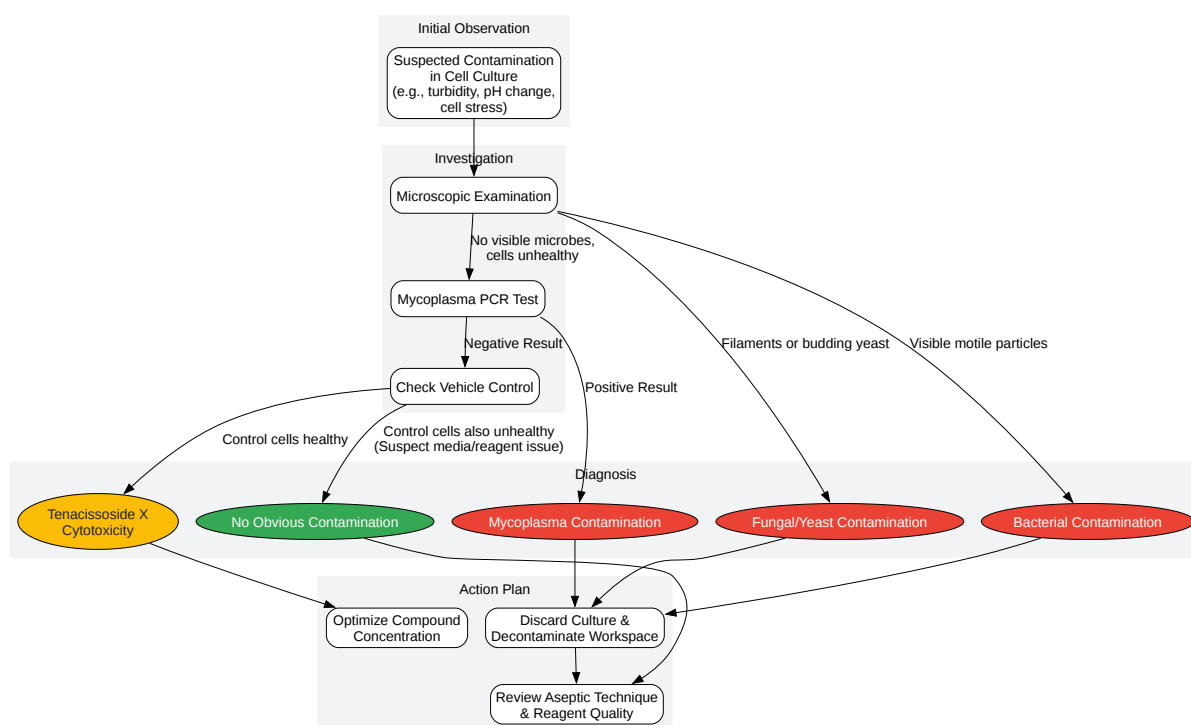 Initial Observation
Suspected Contamination
in Cell Culture
(e.g., turbidity, pH change,
cell stress)
Investigation
Microscopic Examination
No visible microbes,
cells unhealthy
Mycoplasma PCR Test
Negative Result
Filaments or budding yeast
Visible motile particles
Check Vehicle Control
Positive Result
Control cells healthy
Control cells also unhealthy
(Suspect media/reagent issue)
Diagnosis
Tenacissoside X
Cytotoxicity
No Obvious Contamination
Mycoplasma Contamination
Fungal/Yeast Contamination
Bacterial Contamination
Action Plan
Optimize Compound
Concentration
Discard Culture &
Decontaminate Workspace
Review Aseptic Technique
& Reagent Quality